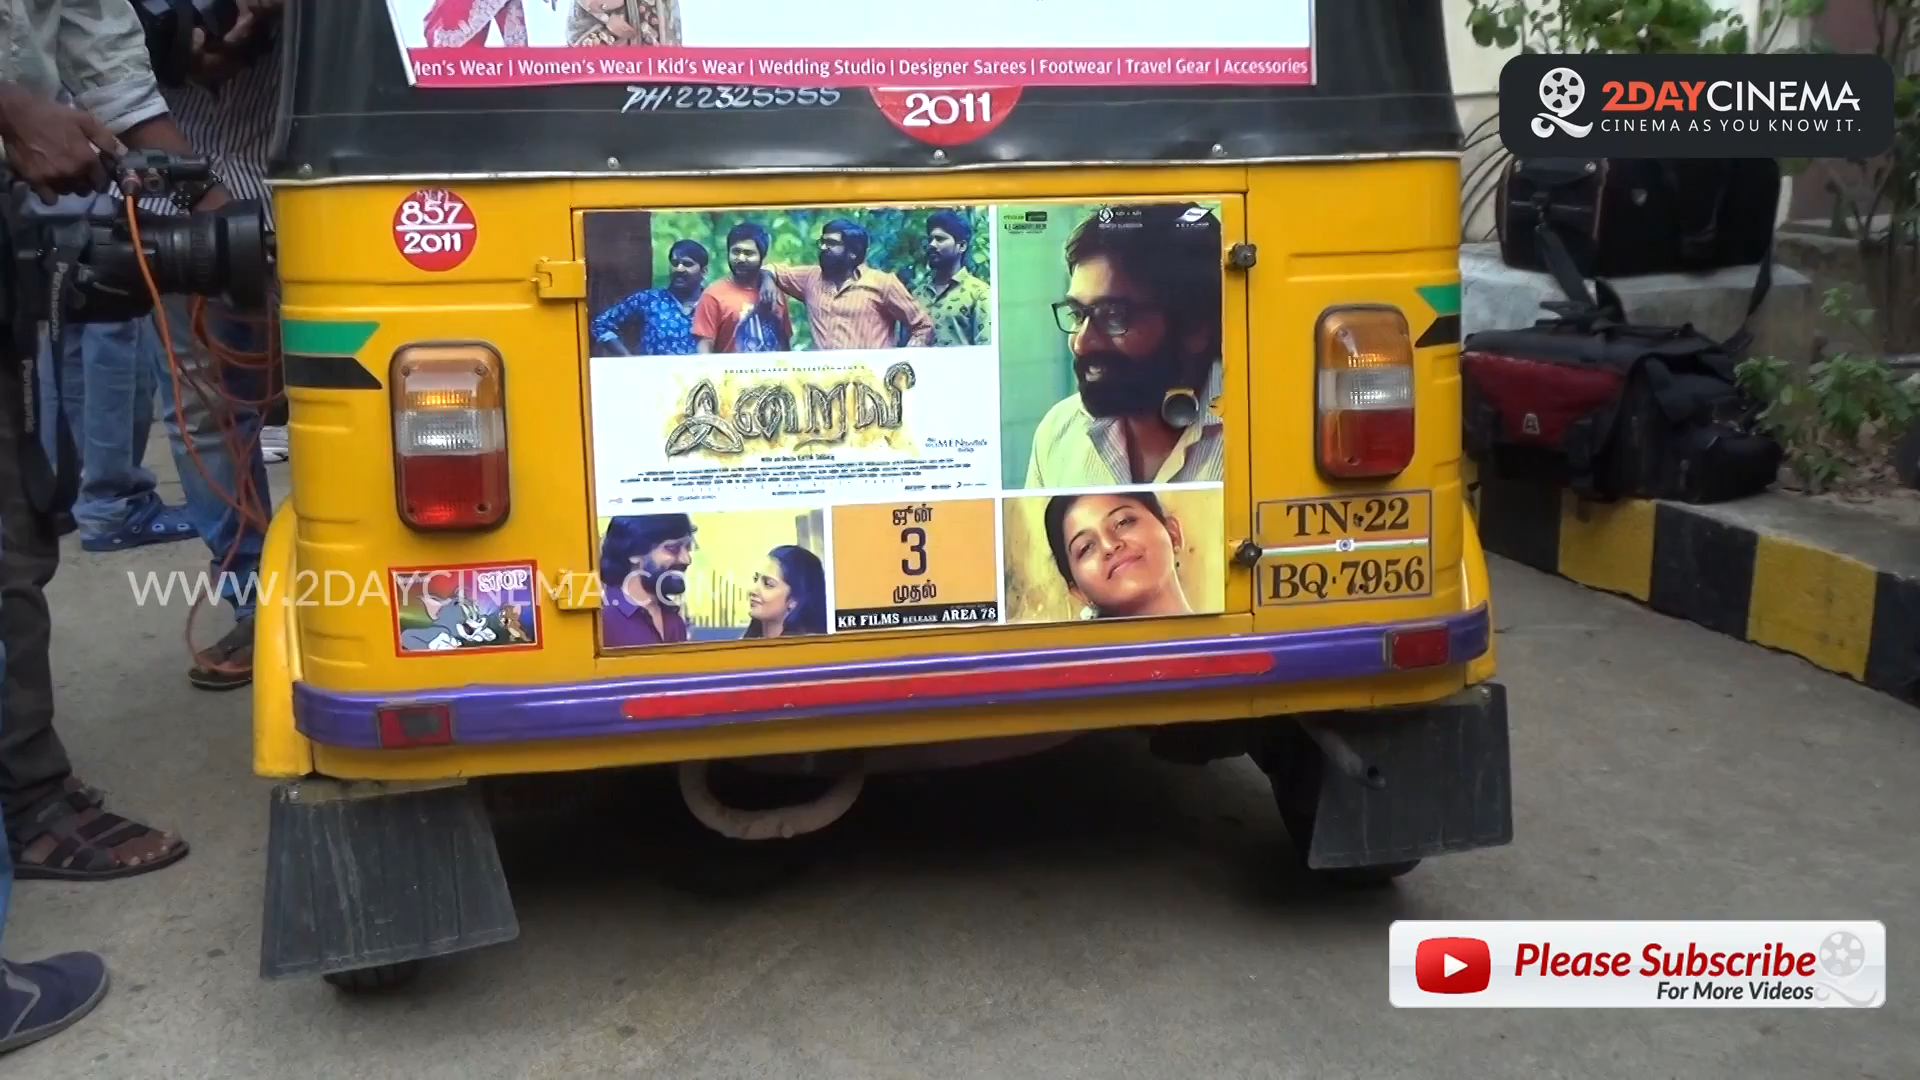 Men's Wear | Women's Wear | Kid's Wear | Wedding Studio | Designer Sarees | Footwear | Travel Gear | Accessories
PH.22325555
2011
2DAYCINEMA
CINEMA AS YOU KNOW IT.
857
2011
இறைவி
ஜூன்
3
முதல்
KR FILMS RELEASE AREA 78
TN.22
BQ.7956
STOP
WWW.2DAYCINEMA.COM
Panasonic
Please Subscribe
For More Videos